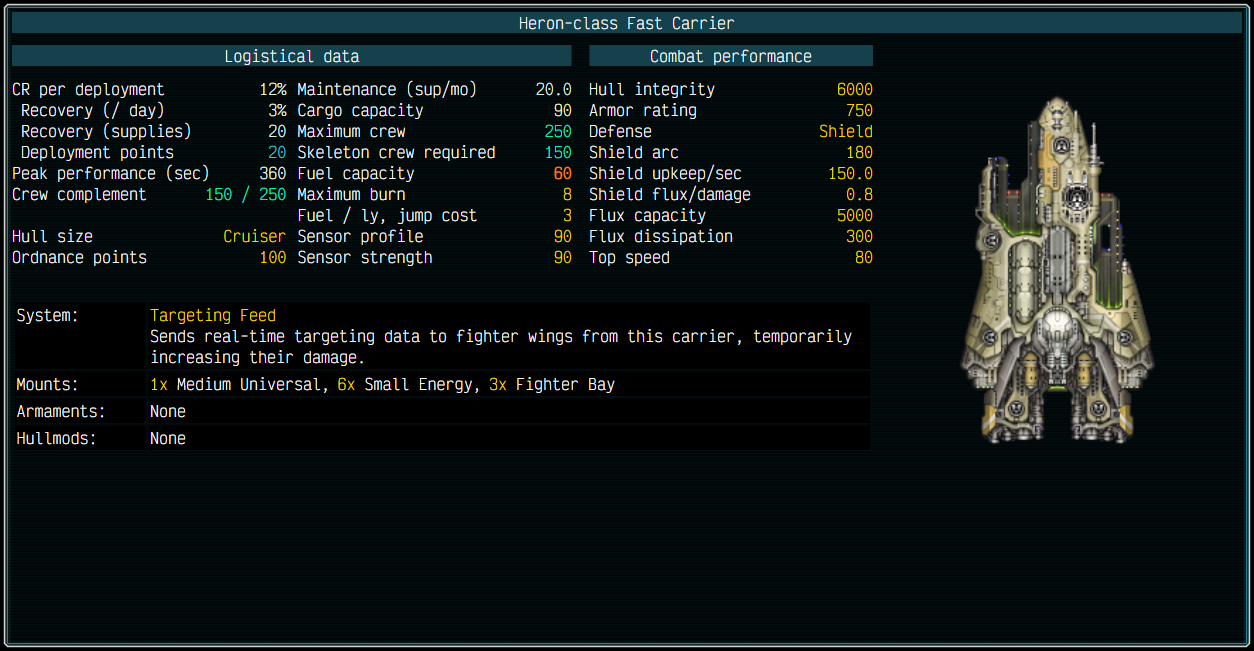 Heron-class Fast Carrier
Logistical data
CR per deployment 12% Maintenance (sup/mo) 20.0
Recovery (/ day) 3% Cargo capacity 90
Recovery (supplies) 20 Maximum crew 250
Deployment points 20 Skeleton crew required 150
Peak performance (sec) 360 Fuel capacity 60
Crew complement 150 / 250 Maximum burn 8
Fuel / ly, jump cost 3
Hull size Cruiser Sensor profile 90
Ordnance points 100 Sensor strength 90
Combat performance
Hull integrity 6000
Armor rating 750
Defense Shield
Shield arc 180
Shield upkeep/sec 150.0
Shield flux/damage 0.8
Flux capacity 5000
Flux dissipation 300
Top speed 80
System: Targeting Feed
Sends real-time targeting data to fighter wings from this carrier, temporarily
increasing their damage.
Mounts: 1x Medium Universal, 6x Small Energy, 3x Fighter Bay
Armaments: None
Hullmods: None